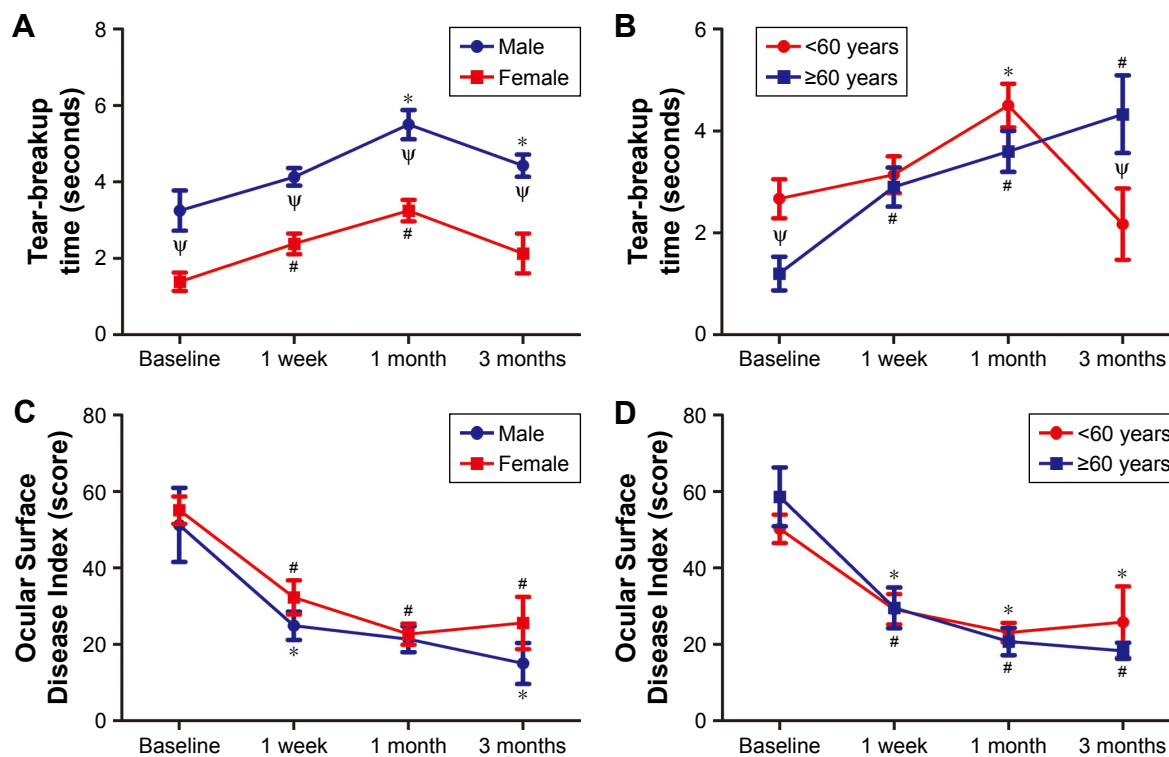 A
Tear-breakup
time (seconds)
8
6
4
2
0
Male
Female
*
*
ψ
ψ
ψ
ψ
#
#
Baseline
1 week
1 month
3 months
B
Tear-breakup
time (seconds)
6
4
2
0
<60 years
≥60 years
*
#
ψ
ψ
#
#
Baseline
1 week
1 month
3 months
C
Ocular Surface
Disease Index (score)
80
60
40
20
0
Male
Female
#
#
#
*
*
Baseline
1 week
1 month
3 months
D
Ocular Surface
Disease Index (score)
80
60
40
20
0
<60 years
≥60 years
*
*
*
#
#
#
Baseline
1 week
1 month
3 months